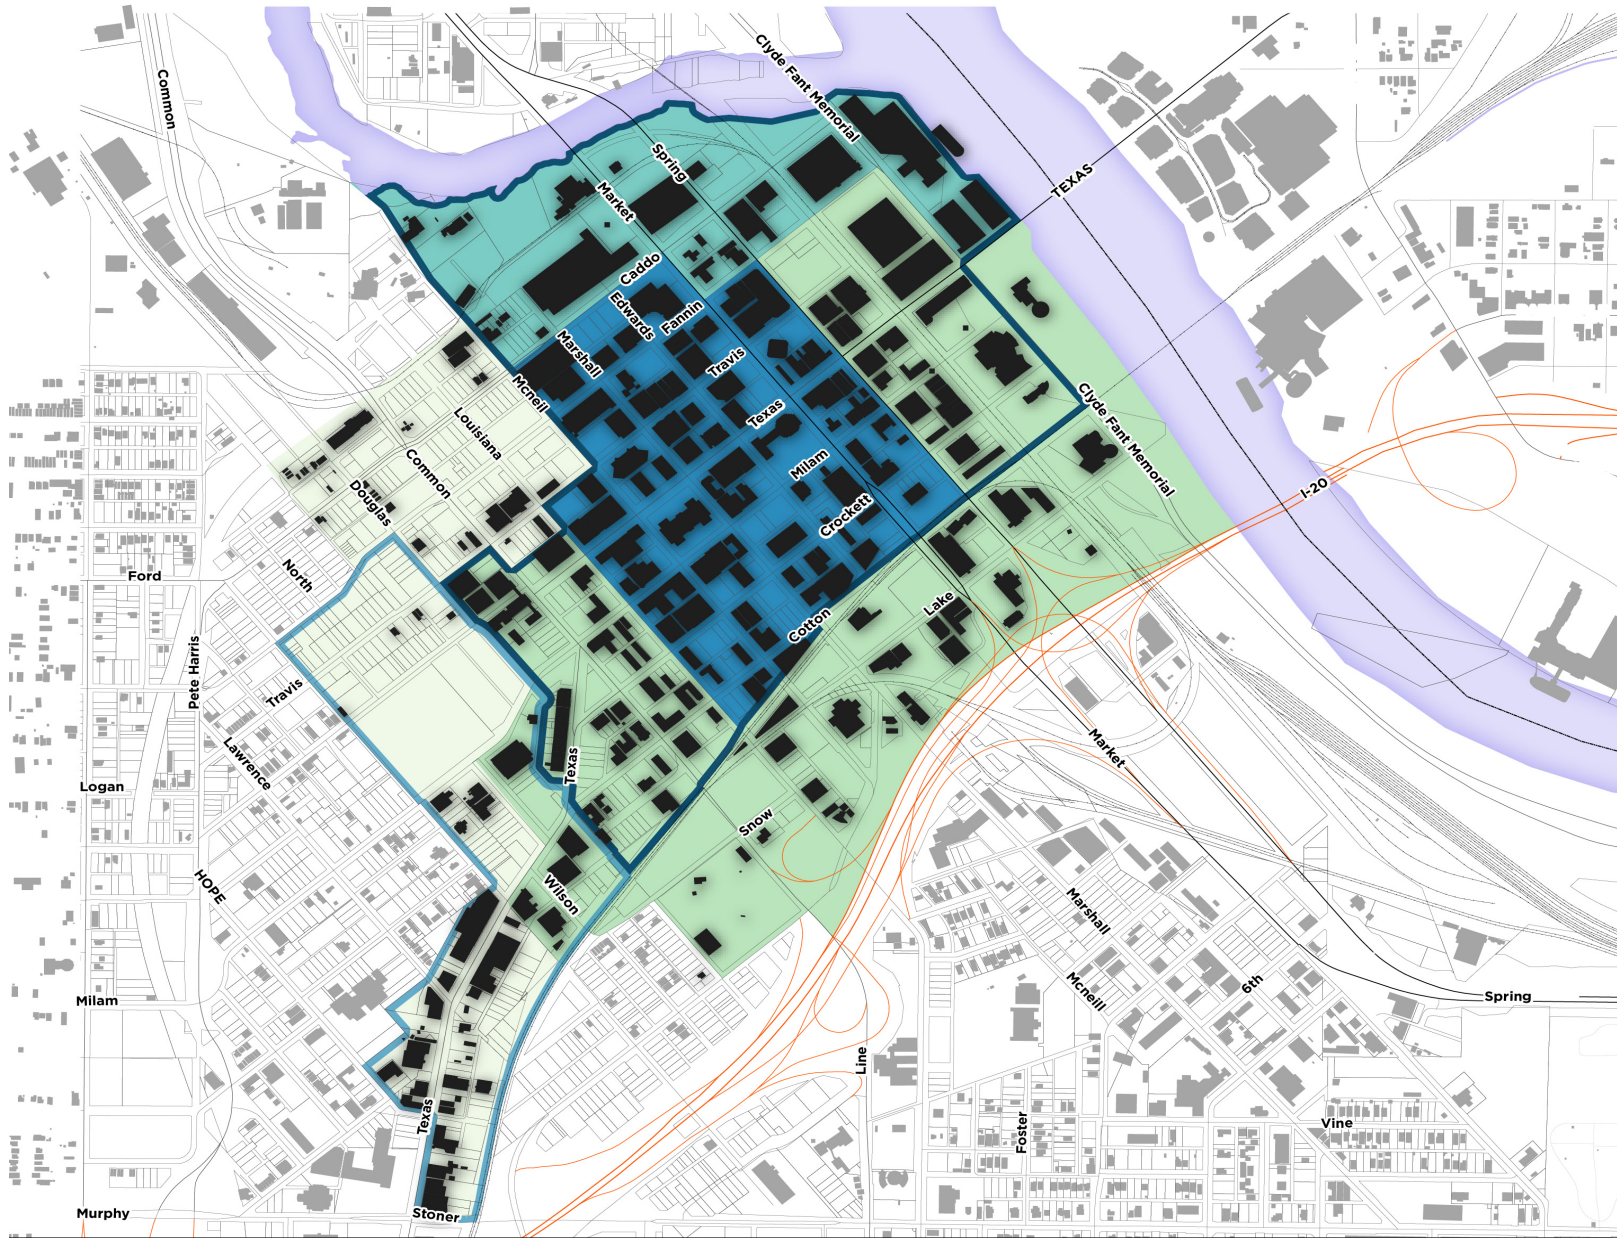 Clyde Fant Memorial
Common
Spring
TEXAS
Market
Caddo
Edwards
Fannin
Marshall
Travis
Mcneil
Clyde Fant Memorial
Louisiana
Texas
Common
Milam
I-20
Douglas
Crockett
North
Ford
Lake
Cotton
Pete Harris
Travis
Lawrence
Market
Texas
Logan
Snow
HOPE
Wilson
Marshall
6th
Mcneill
Milam
Spring
Line
Texas
Foster
Vine
Murphy
Stoner